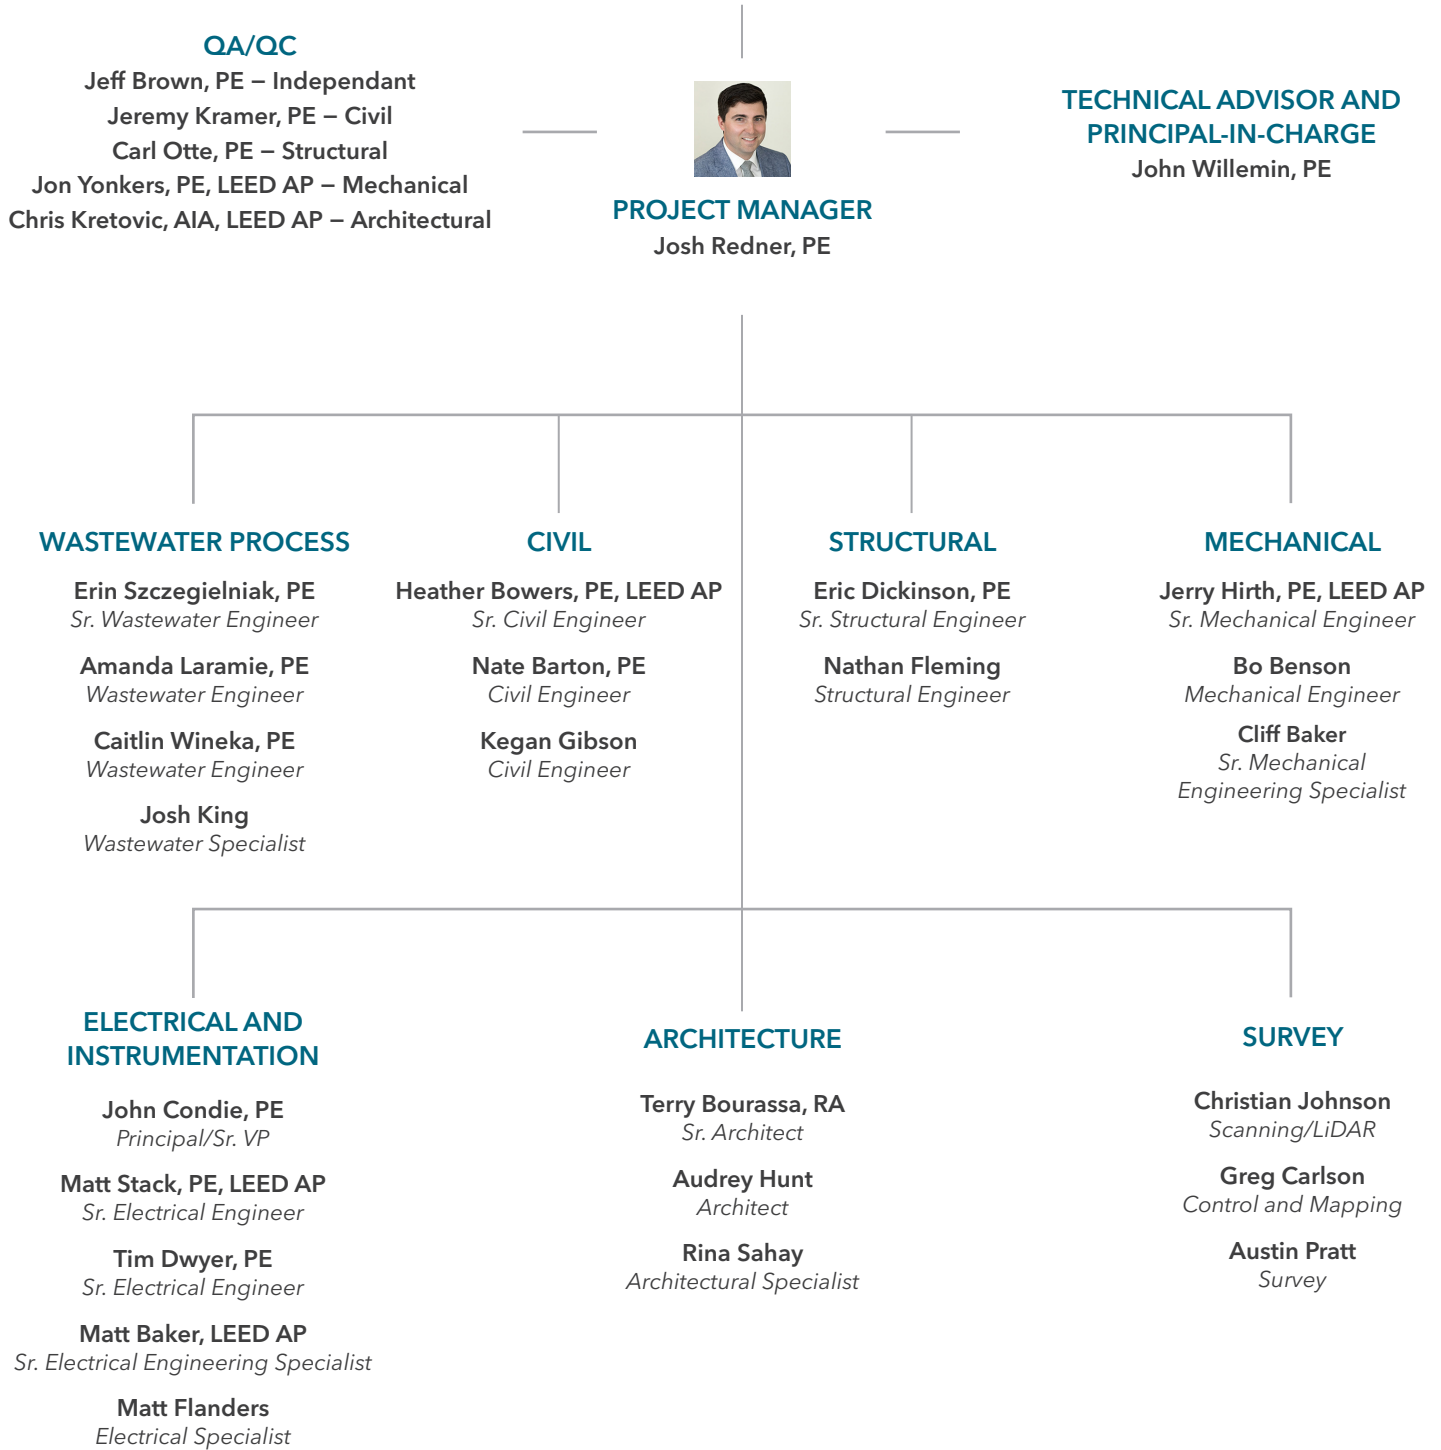 QA/QC
Jeff Brown, PE – Independant
Jeremy Kramer, PE – Civil
Carl Otte, PE – Structural
Jon Yonkers, PE, LEED AP – Mechanical
Chris Kretovic, AIA, LEED AP – Architectural
PROJECT MANAGER
Josh Redner, PE
TECHNICAL ADVISOR AND
PRINCIPAL-IN-CHARGE
John Willemin, PE
WASTEWATER PROCESS
Erin Szczegielniak, PE
Sr. Wastewater Engineer
Amanda Laramie, PE
Wastewater Engineer
Caitlin Wineka, PE
Wastewater Engineer
Josh King
Wastewater Specialist
CIVIL
Heather Bowers, PE, LEED AP
Sr. Civil Engineer
Nate Barton, PE
Civil Engineer
Kegan Gibson
Civil Engineer
STRUCTURAL
Eric Dickinson, PE
Sr. Structural Engineer
Nathan Fleming
Structural Engineer
MECHANICAL
Jerry Hirth, PE, LEED AP
Sr. Mechanical Engineer
Bo Benson
Mechanical Engineer
Cliff Baker
Sr. Mechanical
Engineering Specialist
ELECTRICAL AND
INSTRUMENTATION
John Condie, PE
Principal/Sr. VP
Matt Stack, PE, LEED AP
Sr. Electrical Engineer
Tim Dwyer, PE
Sr. Electrical Engineer
Matt Baker, LEED AP
Sr. Electrical Engineering Specialist
Matt Flanders
Electrical Specialist
ARCHITECTURE
Terry Bourassa, RA
Sr. Architect
Audrey Hunt
Architect
Rina Sahay
Architectural Specialist
SURVEY
Christian Johnson
Scanning/LiDAR
Greg Carlson
Control and Mapping
Austin Pratt
Survey